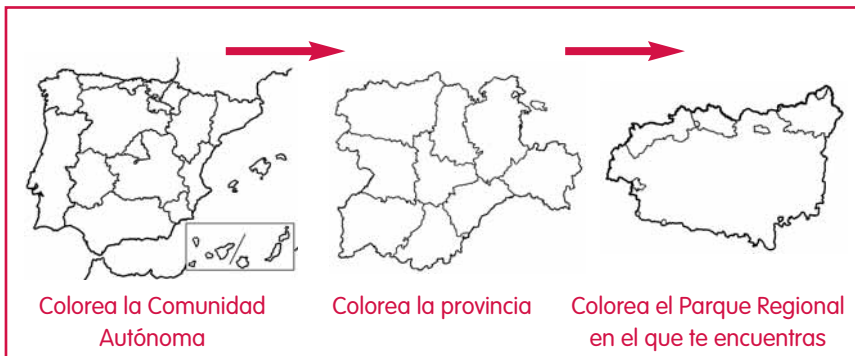 Colorea la Comunidad
Autónoma
Colorea la provincia
Colorea el Parque Regional
en el que te encuentras